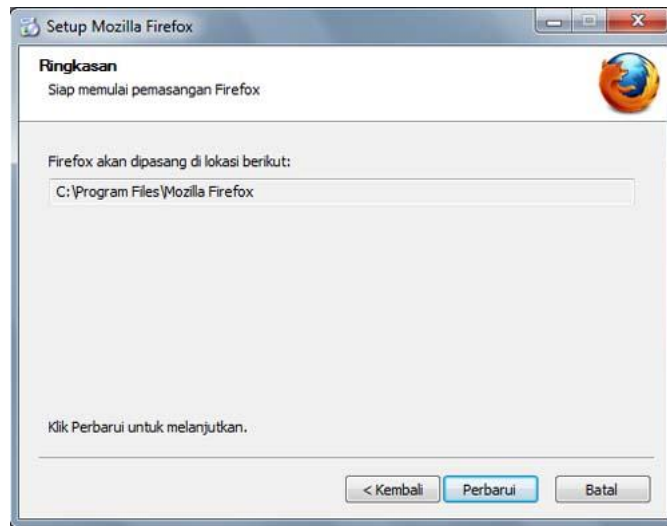 Setup Mozilla Firefox
Ringkasan
Siap memulai pemasangan Firefox
Firefox akan dipasang di lokasi berikut:
C:\Program Files\Mozilla Firefox
Klik Perbarui untuk melanjutkan.
< Kembali Perbarui Batal